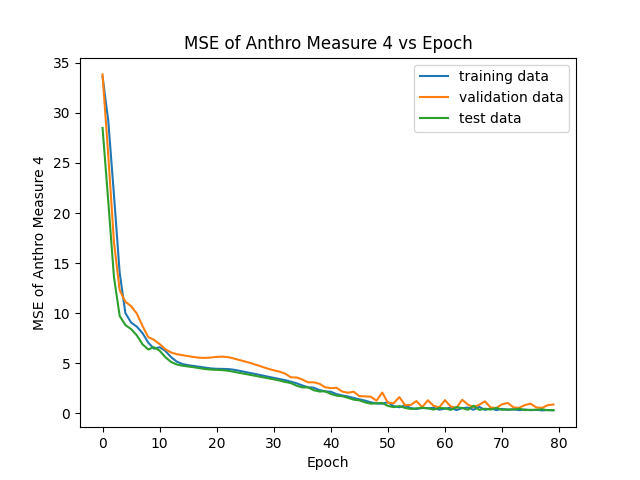 MSE of Anthro Measure 4 vs Epoch
training data
validation data
test data
MSE of Anthro Measure 4
35
30
25
20
15
10
5
0
0 10 20 30 40 50 60 70 80
Epoch